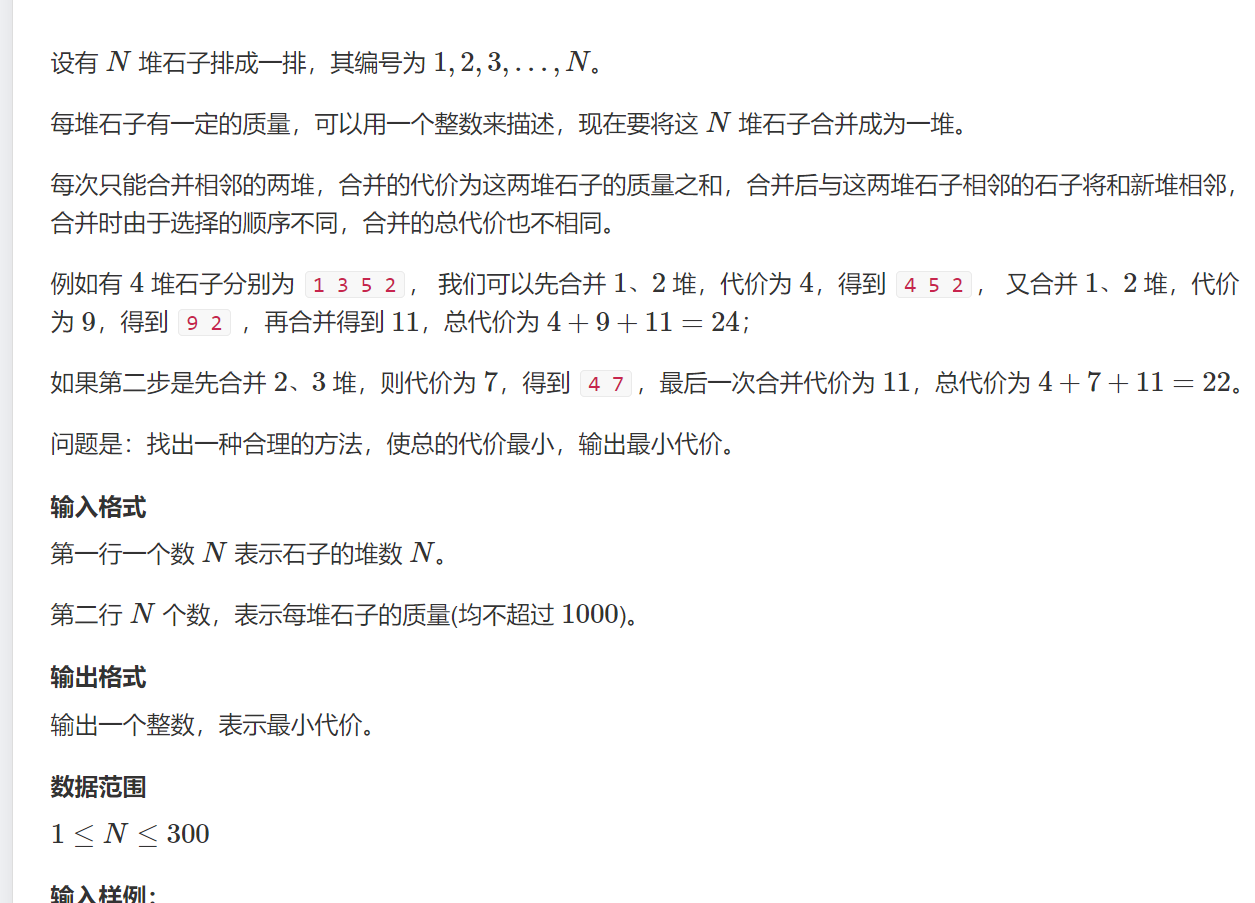 设有 N 堆石子排成一排，其编号为 1,2,3,…,N。
每堆石子有一定的质量，可以用一个整数来描述，现在要将这 N 堆石子合并成为一堆。
每次只能合并相邻的两堆，合并的代价为这两堆石子的质量之和，合并后与这两堆石子相邻的石子将和新堆相邻，
合并时由于选择的顺序不同，合并的总代价也不相同。
例如有 4 堆石子分别为 1 3 5 2， 我们可以先合并 1、2 堆，代价为 4，得到 4 5 2， 又合并 1、2 堆，代价
为 9，得到 9 2 ，再合并得到 11，总代价为 4 + 9 + 11 = 24；
如果第二步是先合并 2、3 堆，则代价为 7，得到 4 7 ，最后一次合并代价为 11，总代价为 4 + 7 + 11 = 22。
问题是：找出一种合理的方法，使总的代价最小，输出最小代价。
输入格式
第一行一个数 N 表示石子的堆数 N。
第二行 N 个数，表示每堆石子的质量(均不超过 1000)。
输出格式
输出一个整数，表示最小代价。
数据范围
1 ≤ N ≤ 300
输入样例：